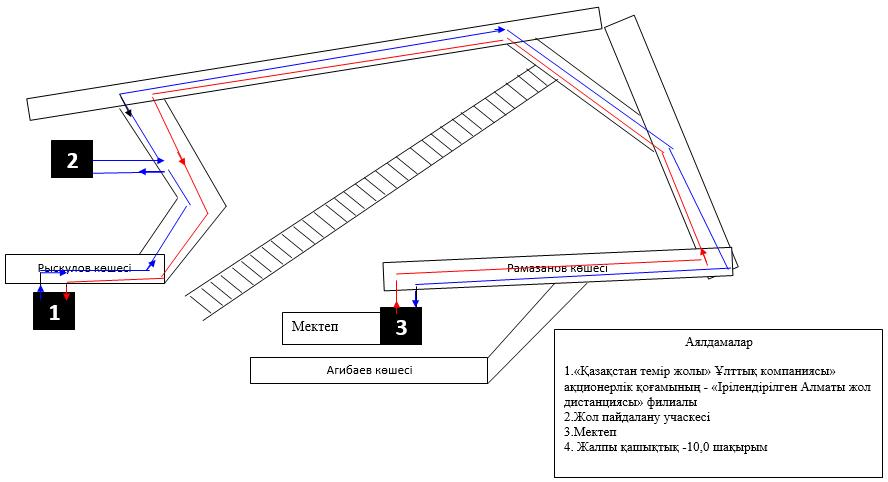 2
Рыскулов көшесі
1
Рамазанов көшесі
Мектеп
3
Агибаев көшесі
Аялдамалар
1.«Қазақстан темір жолы» Ұлттық компаниясы»
акционерлік қоғамының - «Ірілендірілген Алматы жол
дистанциясы» филиалы
2.Жол пайдалану учаскесі
3.Мектеп
4. Жалпы қашықтық -10,0 шақырым